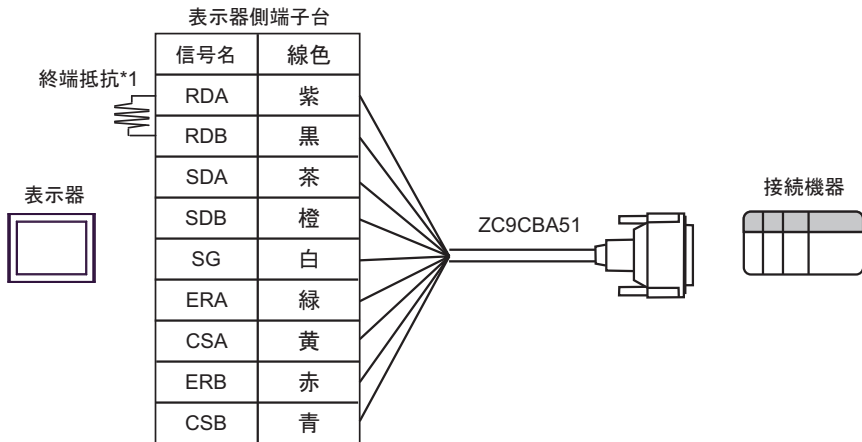 表示器側端子台
信号名 線色
終端抵抗*1
RDA 紫
RDB 黒
SDA 茶
SDB 橙
SG 白
ERA 緑
CSA 黄
ERB 赤
CSB 青
表示器
ZC9CBA51
接続機器